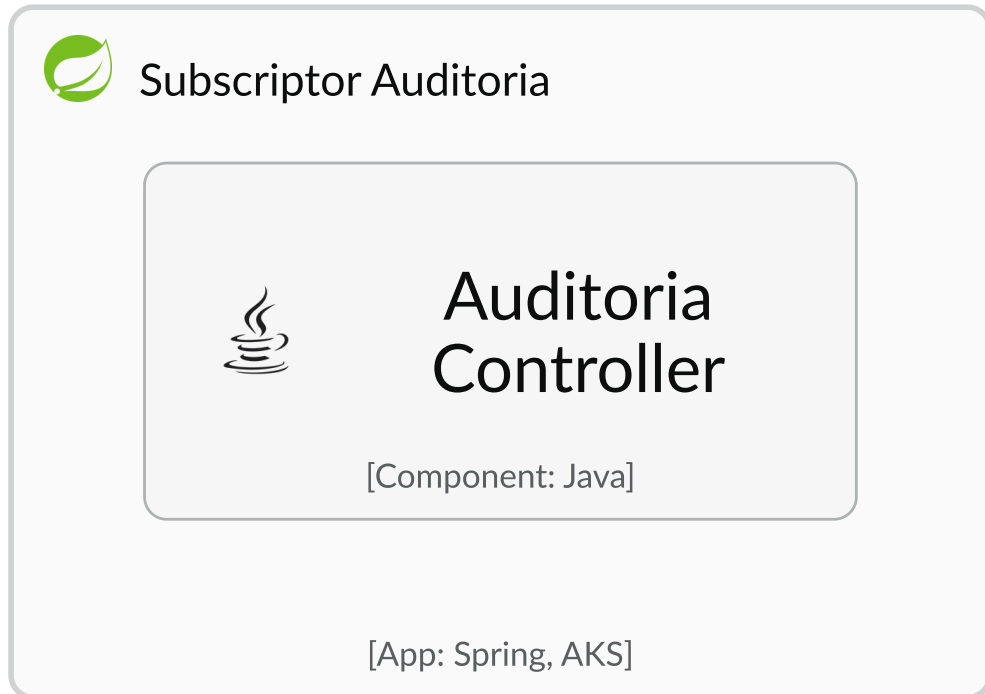 Subscriptor Auditoria
Auditoria
Controller
[Component: Java]
[App: Spring, AKS]